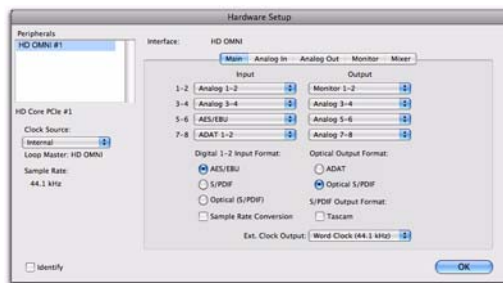 Hardware Setup
Peripherals
HD OMNI #1
Interface: HD OMNI
Main Analog In Analog Out Monitor Mixer
Input Output
1-2 Analog 1-2 Monitor 1-2
3-4 Analog 3-4 Analog 3-4
5-6 AES/EBU Analog 5-6
7-8 ADAT 1-2 Analog 7-8
HD Core PCIe #1
Clock Source:
Internal
Loop Master: HD OMNI
Sample Rate:
44.1 kHz
Digital 1-2 Input Format: Optical Output Format:
AES/EBU ADAT
S/PDIF Optical S/PDIF
Optical (S/PDIF) S/PDIF Output Format:
Sample Rate Conversion Tascam
Ext. Clock Output: Word Clock (44.1 kHz)
Identify OK